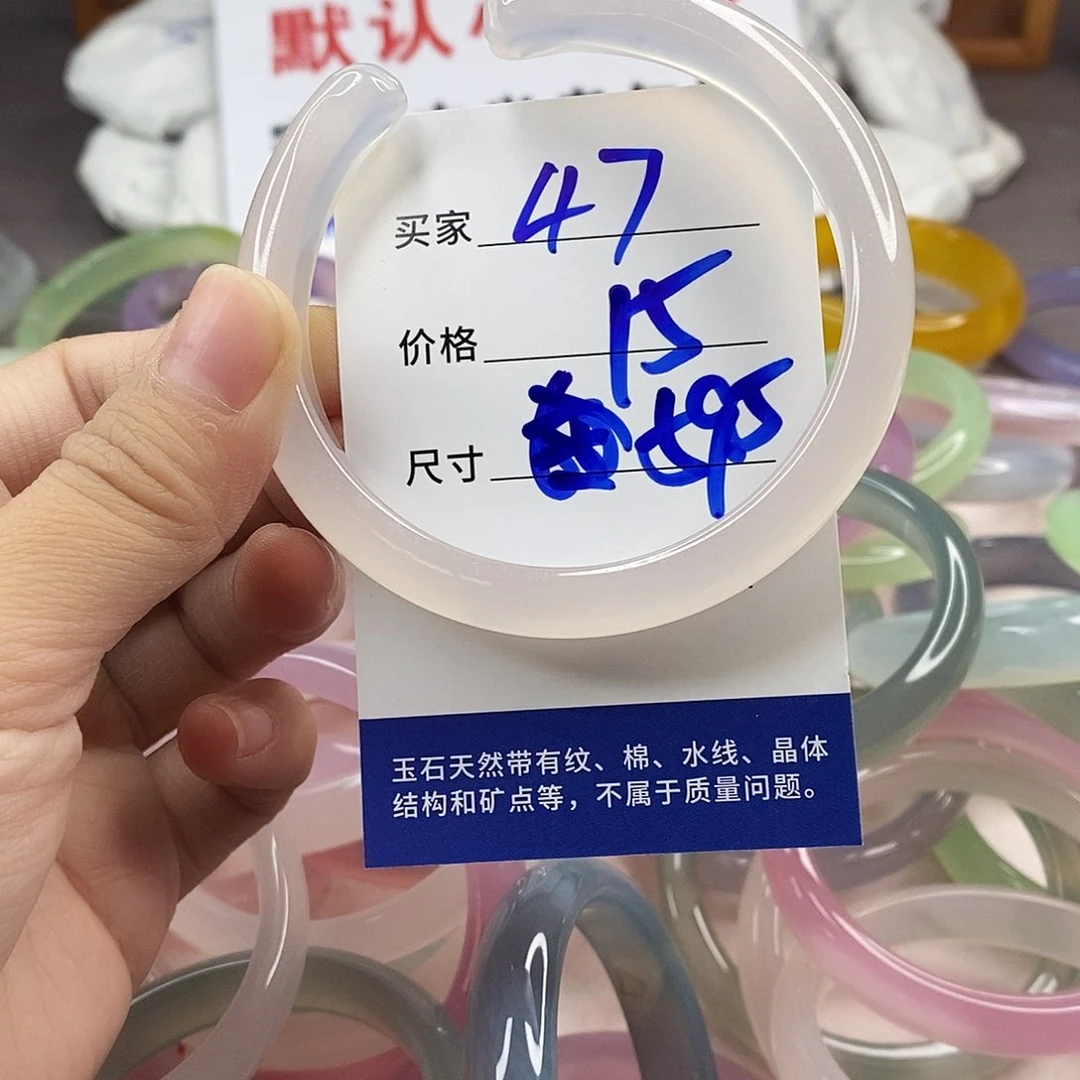 默认
买家 47
价格 15
尺寸
玉石天然带有纹、棉、水线、晶体
结构和矿点等，不属于质量问题。